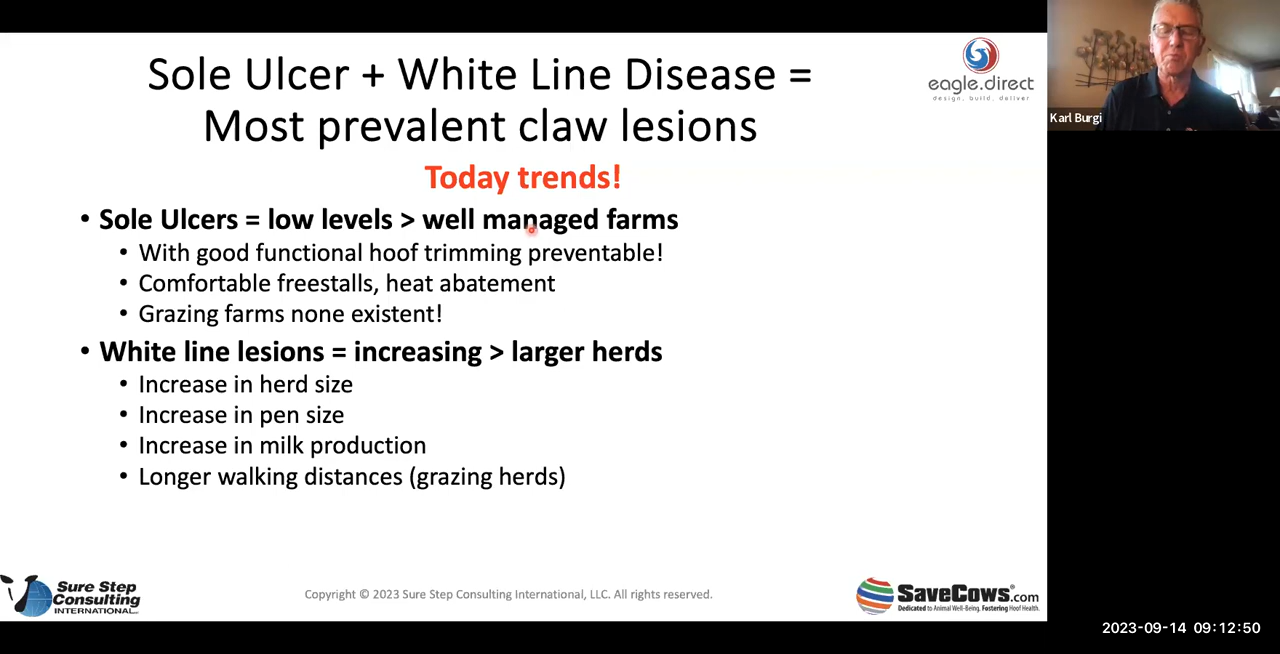 Sole Ulcer + White Line Disease =
Most prevalent claw lesions
eagle.direct
design, build, deliver
Karl Burgi
Today trends!
• Sole Ulcers = low levels > well managed farms
• With good functional hoof trimming preventable!
• Comfortable freestalls, heat abatement
• Grazing farms none existent!
• White line lesions = increasing > larger herds
• Increase in herd size
• Increase in pen size
• Increase in milk production
• Longer walking distances (grazing herds)
Sure Step
Consulting
INTERNATIONAL
Copyright © 2023 Sure Step Consulting International, LLC. All rights reserved.
SaveCows®.com
Dedicated to Animal Well-Being. Fostering Hoof Health.
2023-09-14 09:12:50